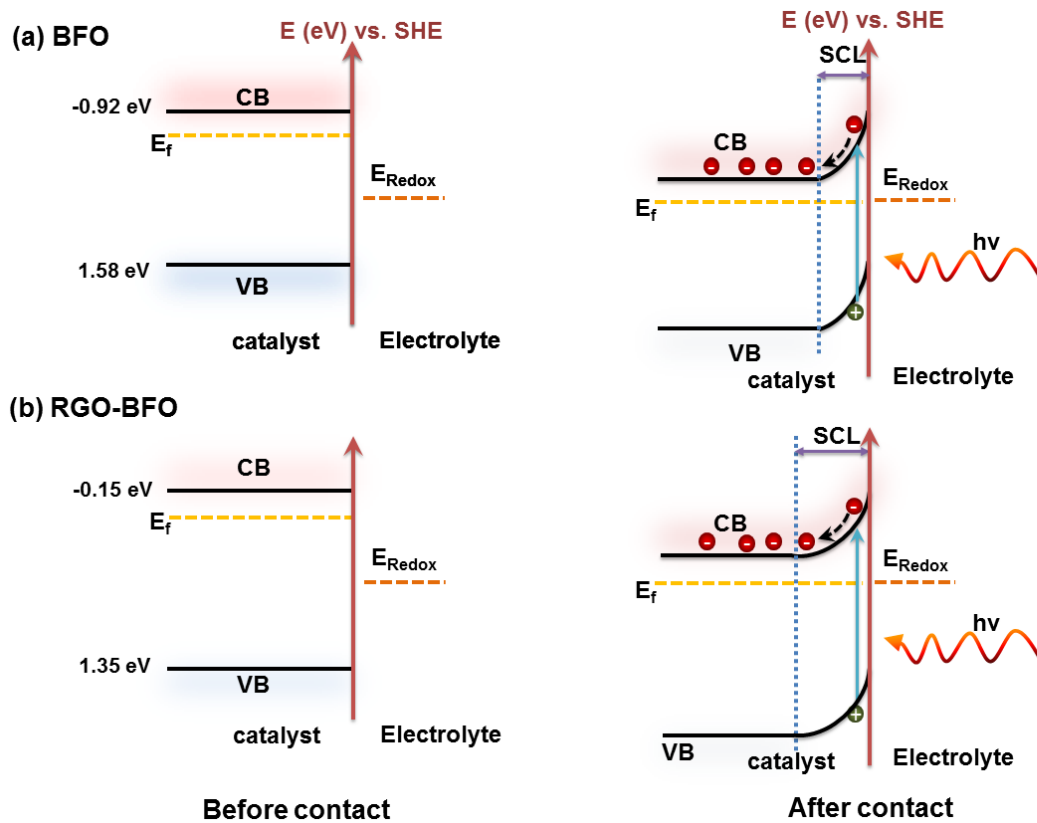 (a) BFO
E (eV) vs. SHE
CB
-0.92 eV
Ef
ERedox
1.58 eV
VB
catalyst
Electrolyte
E (eV) vs. SHE
SCL
-
CB
- - - -
Ef
ERedox
hv
+
VB
catalyst
Electrolyte
(b) RGO-BFO
CB
-0.15 eV
Ef
ERedox
1.35 eV
VB
catalyst
Electrolyte
SCL
-
CB
- - - -
Ef
ERedox
hv
+
VB
catalyst
Electrolyte
Before contact
After contact